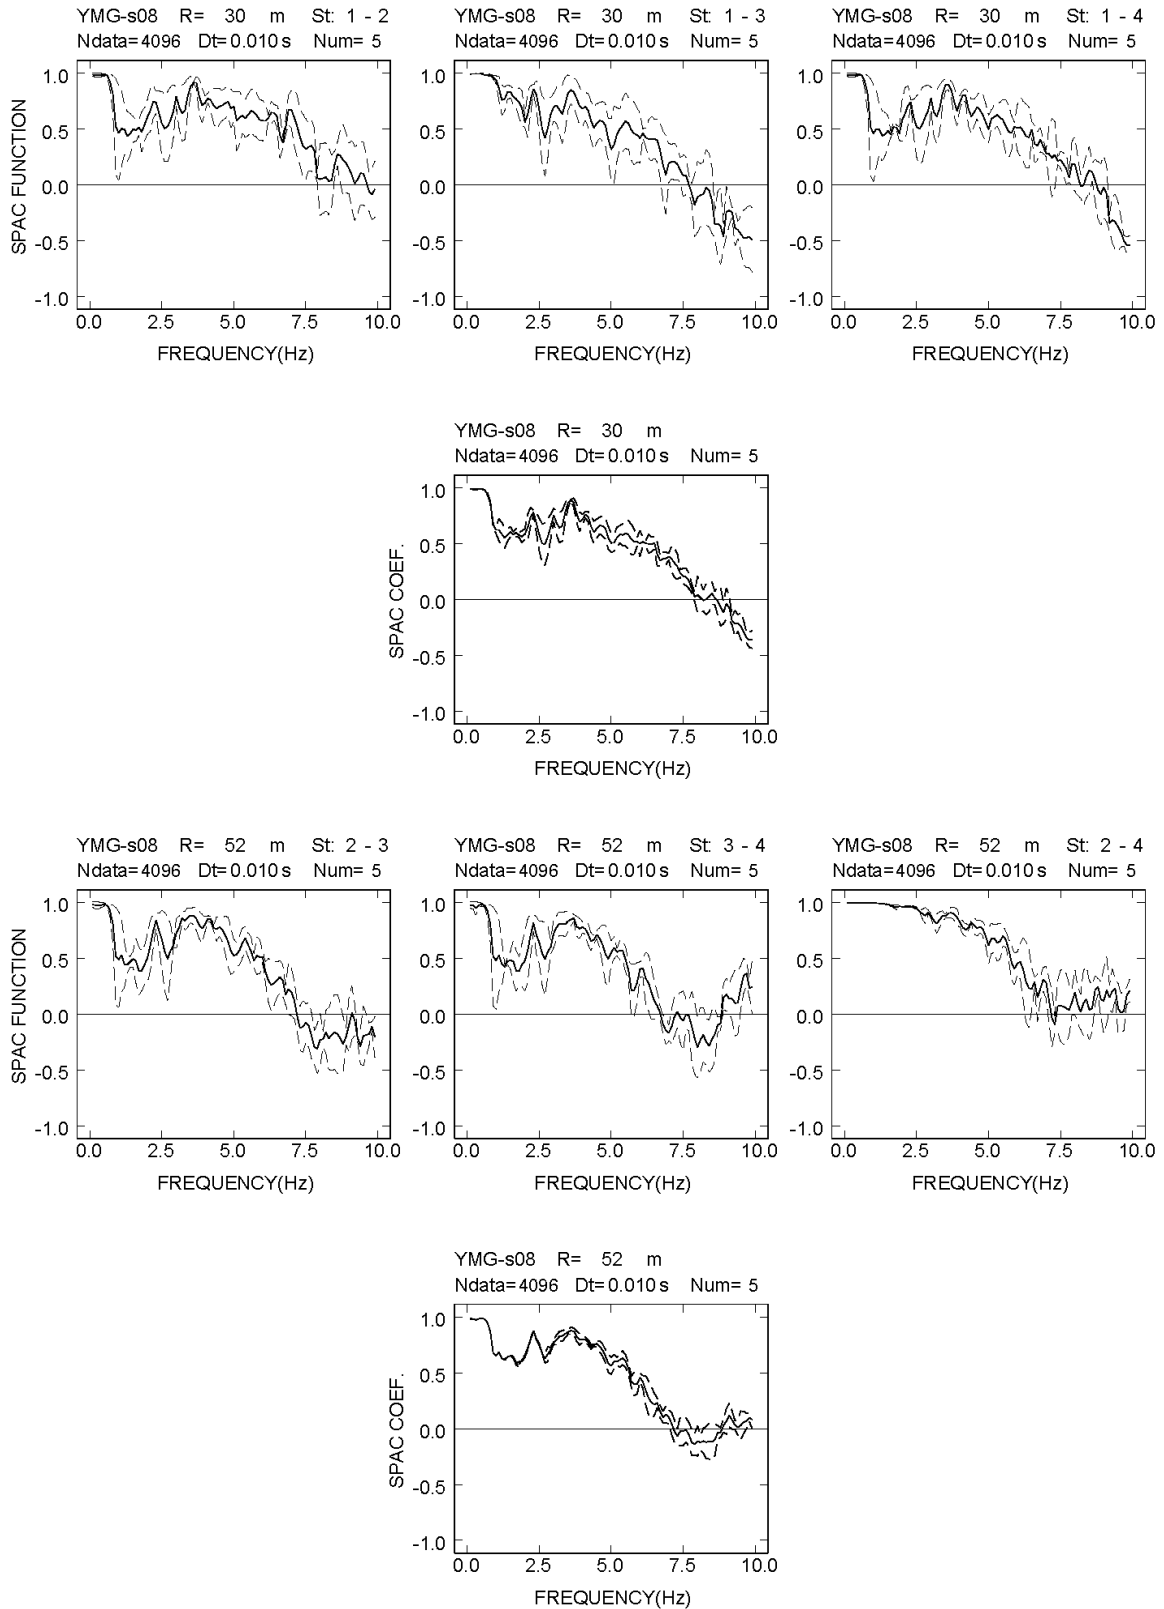 YMG-s08 R= 30 m St: 1 - 2
Ndata=4096 Dt=0.010 s Num= 5
1.0
0.5
0.0
-0.5
-1.0
SPAC FUNCTION
0.0 2.5 5.0 7.5 10.0
FREQUENCY(Hz)
YMG-s08 R= 30 m St: 1 - 3
Ndata=4096 Dt=0.010 s Num= 5
1.0
0.5
0.0
-0.5
-1.0
0.0 2.5 5.0 7.5 10.0
FREQUENCY(Hz)
YMG-s08 R= 30 m St: 1 - 4
Ndata=4096 Dt=0.010 s Num= 5
1.0
0.5
0.0
-0.5
-1.0
0.0 2.5 5.0 7.5 10.0
FREQUENCY(Hz)
YMG-s08 R= 30 m
Ndata=4096 Dt=0.010 s Num= 5
1.0
0.5
0.0
-0.5
-1.0
SPAC COEF.
0.0 2.5 5.0 7.5 10.0
FREQUENCY(Hz)
YMG-s08 R= 52 m St: 2 - 3
Ndata=4096 Dt=0.010 s Num= 5
1.0
0.5
0.0
-0.5
-1.0
SPAC FUNCTION
0.0 2.5 5.0 7.5 10.0
FREQUENCY(Hz)
YMG-s08 R= 52 m St: 3 - 4
Ndata=4096 Dt=0.010 s Num= 5
1.0
0.5
0.0
-0.5
-1.0
0.0 2.5 5.0 7.5 10.0
FREQUENCY(Hz)
YMG-s08 R= 52 m St: 2 - 4
Ndata=4096 Dt=0.010 s Num= 5
1.0
0.5
0.0
-0.5
-1.0
0.0 2.5 5.0 7.5 10.0
FREQUENCY(Hz)
YMG-s08 R= 52 m
Ndata=4096 Dt=0.010 s Num= 5
1.0
0.5
0.0
-0.5
-1.0
SPAC COEF.
0.0 2.5 5.0 7.5 10.0
FREQUENCY(Hz)